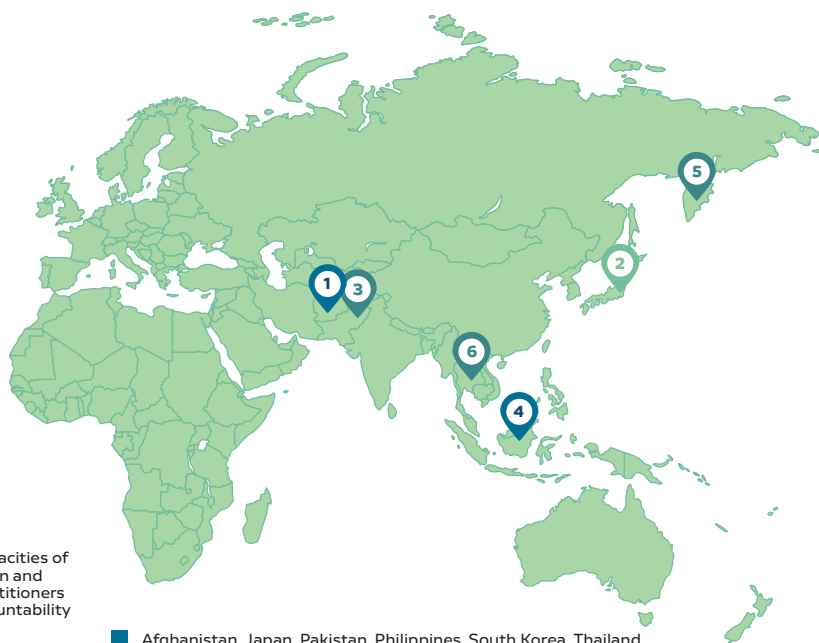 5
2
1
3
6
4
acities of
n and
titioners
untability
Afghanistan, Japan, Pakistan, Philippines, South Korea, Thailand